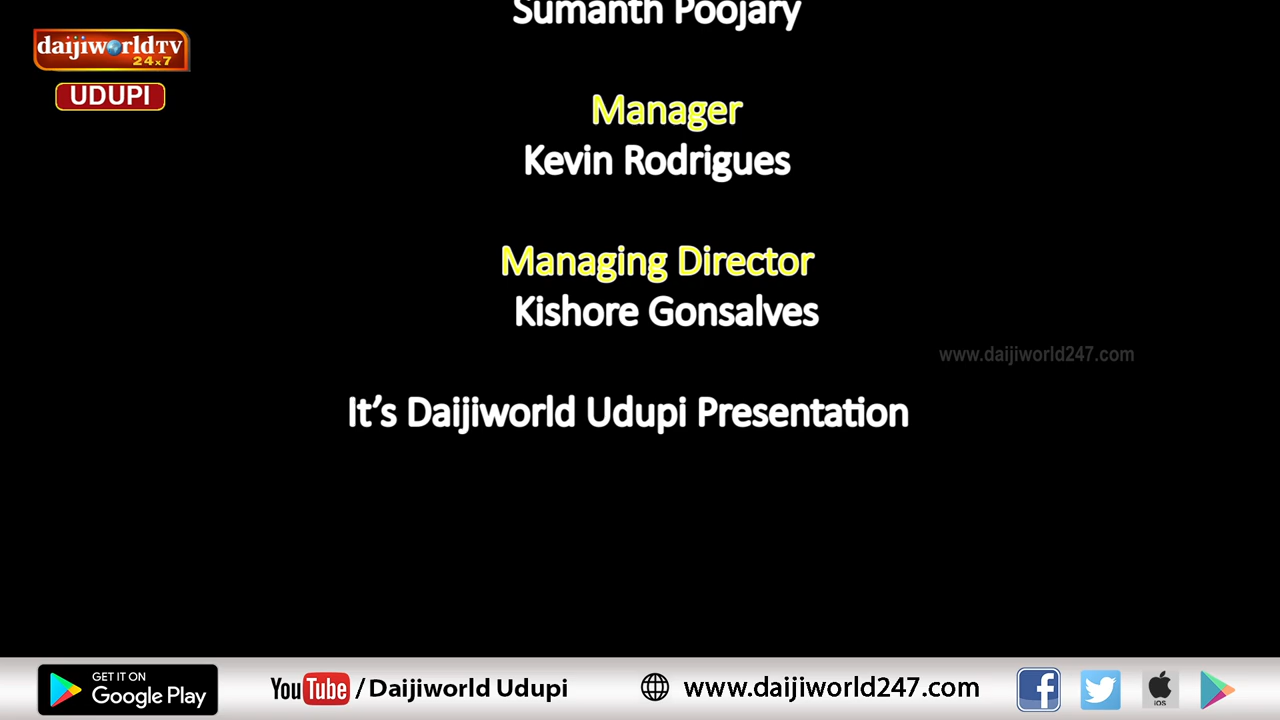 Sumanth Poojary
daijiworldTV
24x7
UDUPI
Manager
Kevin Rodrigues
Managing Director
Kishore Gonsalves
www.daijiworld247.com
It’s Daijiworld Udupi Presentation
GET IT ON
Google Play
YouTube / Daijiworld Udupi
www.daijiworld247.com
iOS